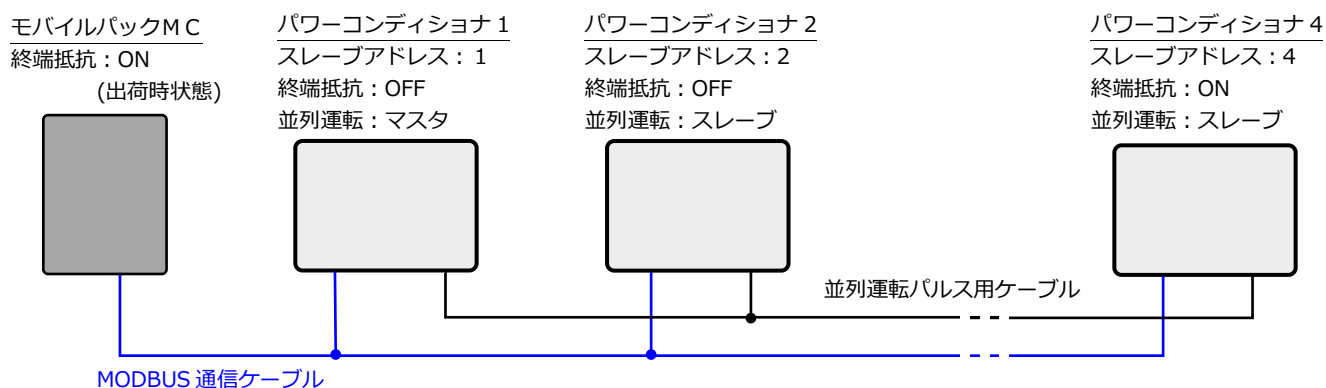 モバイルパックＭＣ
終端抵抗：ON
(出荷時状態)
パワーコンディショナ１
スレーブアドレス：１
終端抵抗：OFF
並列運転：マスタ
パワーコンディショナ２
スレーブアドレス：2
終端抵抗：OFF
並列運転：スレーブ
パワーコンディショナ４
スレーブアドレス：4
終端抵抗：ON
並列運転：スレーブ
並列運転パルス用ケーブル
MODBUS 通信ケーブル